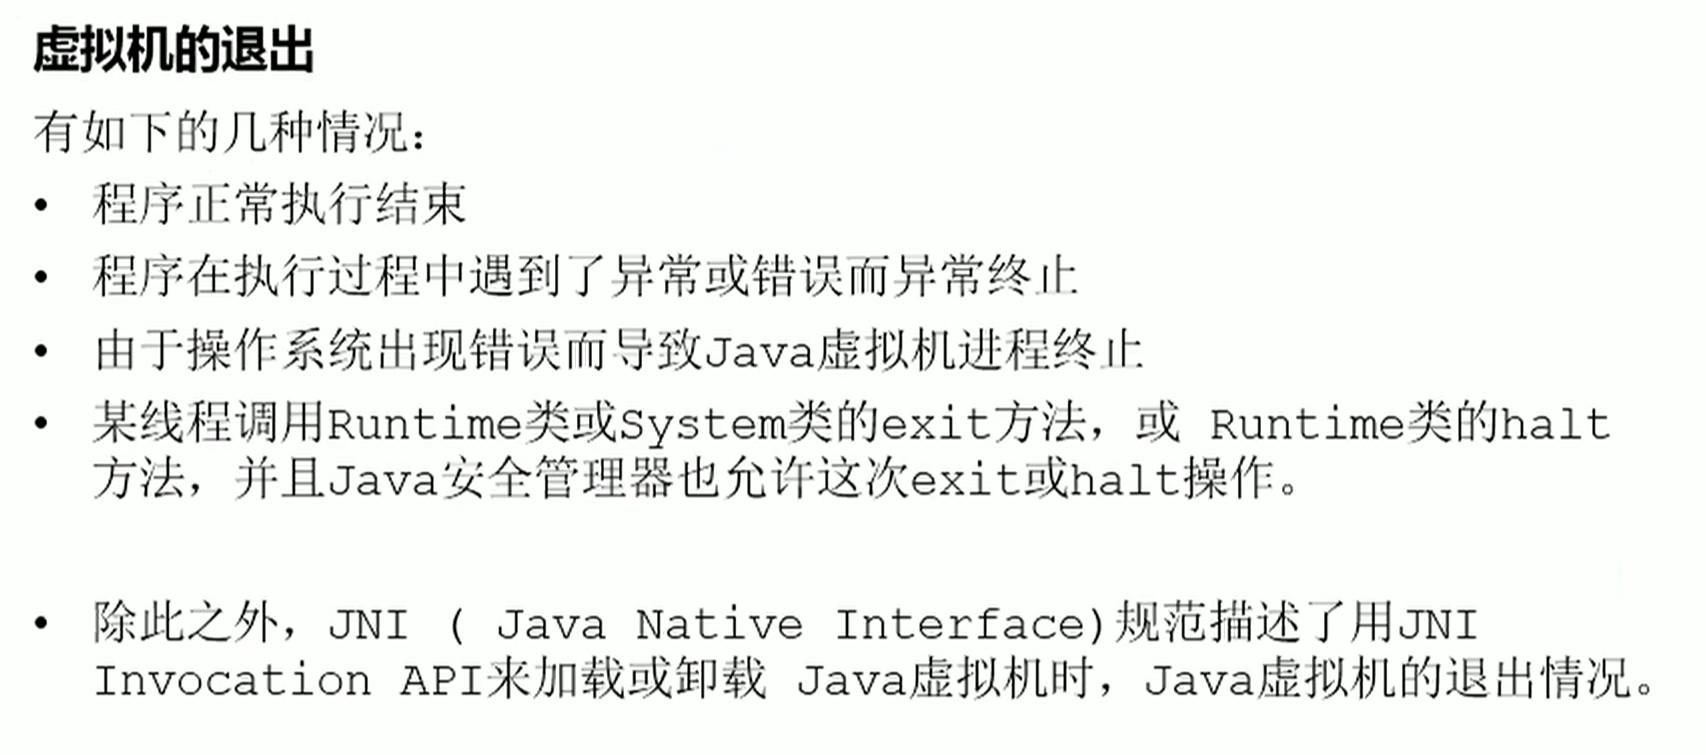 虚拟机的退出
有如下的几种情况：
• 程序正常执行结束
• 程序在执行过程中遇到了异常或错误而异常终止
• 由于操作系统出现错误而导致Java虚拟机进程终止
• 某线程调用Runtime类或System类的exit方法，或 Runtime类的halt
方法，并且Java安全管理器也允许这次exit或halt操作。
• 除此之外，JNI ( Java Native Interface)规范描述了用JNI
Invocation API来加载或卸载 Java虚拟机时，Java虚拟机的退出情况。